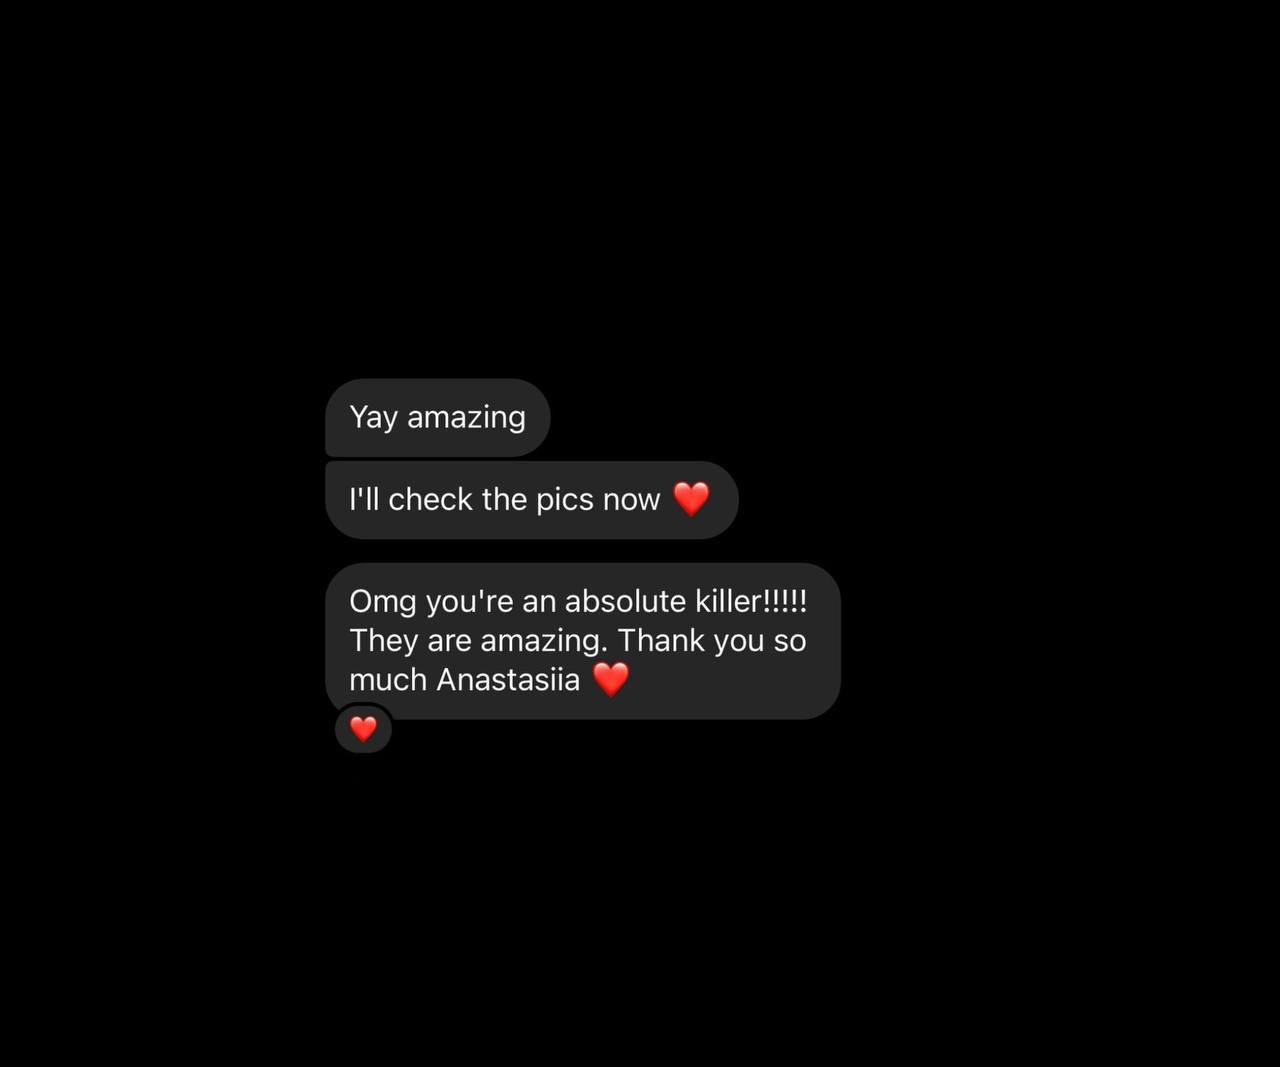 Yay amazing
I'll check the pics now ❤️
Omg you're an absolute killer!!!!!
They are amazing. Thank you so
much Anastasiia ❤️
❤️